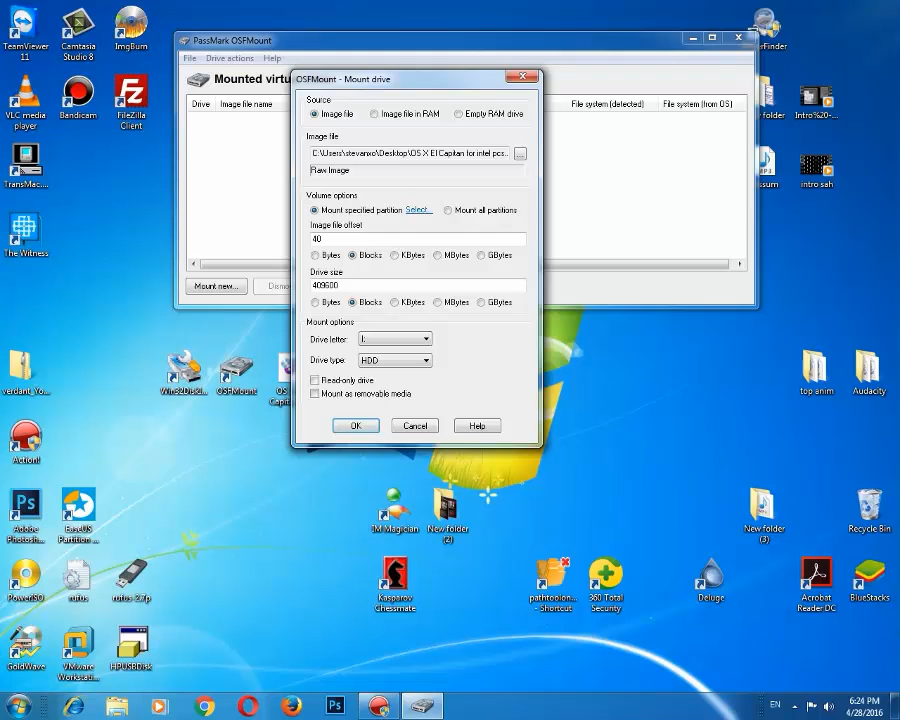 TeamViewer 11
Camtasia Studio 8
ImgBurn
PassMark OSFMount
File Drive actions Help
Mounted virtu
Drive Image file name
File system (detected) File system (from OS)
Mount new...
Dismo
OSFMount - Mount drive
Source
Image file Image file in RAM Empty RAM drive
Image file
C:\Users\stevanxo\Desktop\OS X El Capitan for intel pcs.. ...
Raw Image
Volume options
Mount specified partition Select... Mount all partitions
Image file offset
40
Bytes Blocks KBytes MBytes GBytes
Drive size
409600
Bytes Blocks KBytes MBytes GBytes
Mount options
Drive letter: I:
Drive type: HDD
Read-only drive
Mount as removable media
OK Cancel Help
rFinder
VLC media player
Bandicam
FileZilla Client
folder
Intro%20-...
TransMac...
ssum
intro sah
The Witness
verdant_Yo...
Win32DiskI...
OSFMount
OS
Capit
top anim
Audacity
Action!
Adobe Photosh...
EaseUS Partition ...
IM Magician
New folder (2)
New folder (3)
Recycle Bin
PowerISO
rufus
rufus-2.7p
Kasparov Chessmate
pathtoolon... - Shortcut
360 Total Security
Deluge
Acrobat Reader DC
BlueStacks
GoldWave
VMware Workstati...
HPUSBDisk
Ps
EN
6:24 PM
4/28/2016